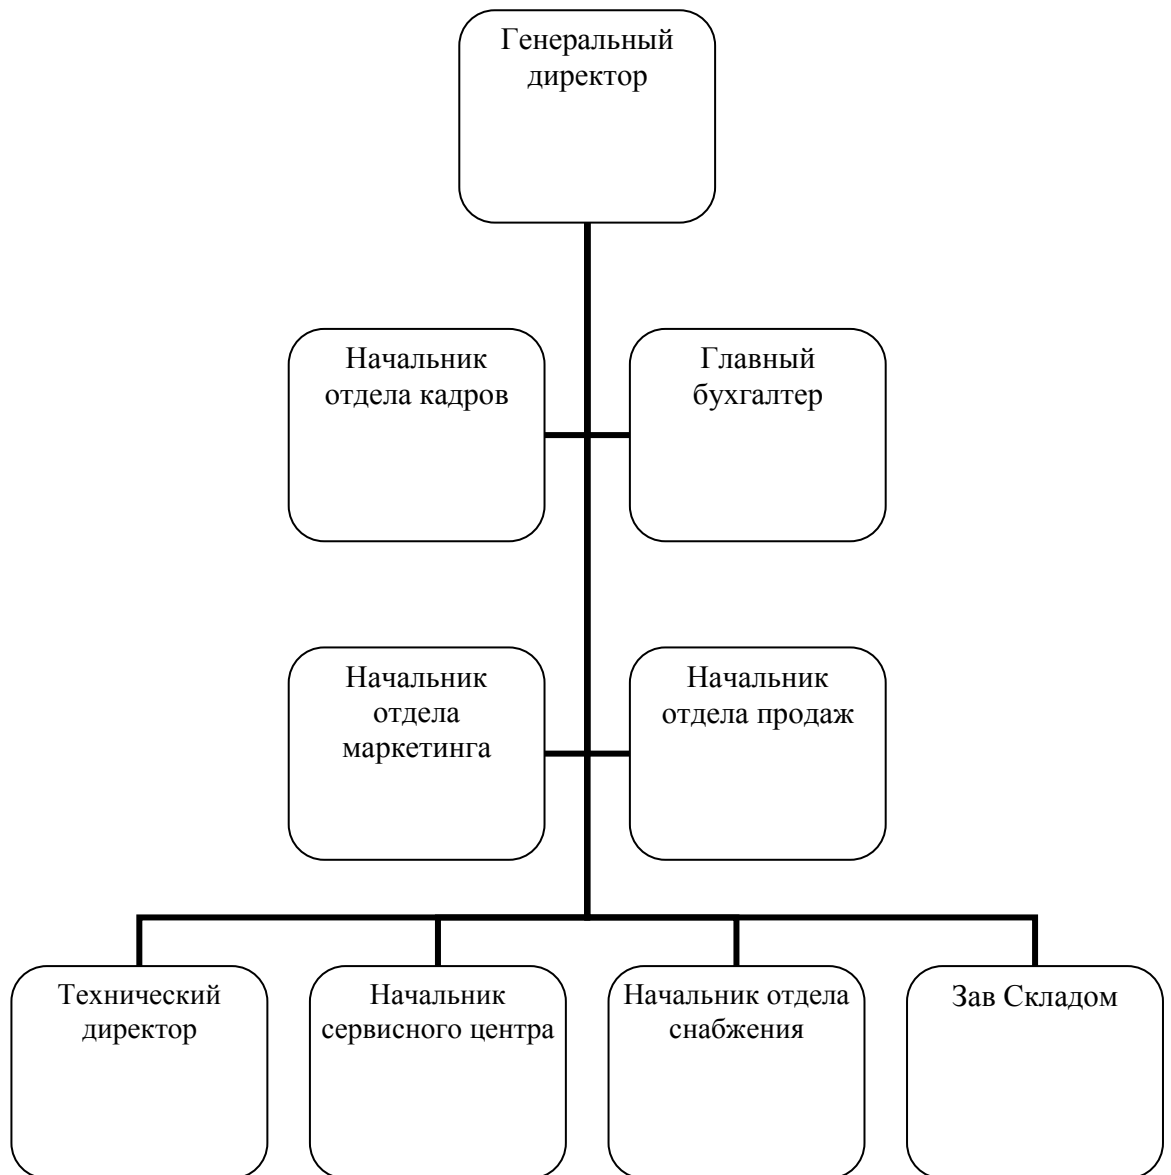 Генеральный
директор
Начальник
отдела кадров
Главный
бухгалтер
Начальник
отдела
маркетинга
Начальник
отдела продаж
Технический
директор
Начальник
сервисного центра
Начальник отдела
снабжения
Зав Складом